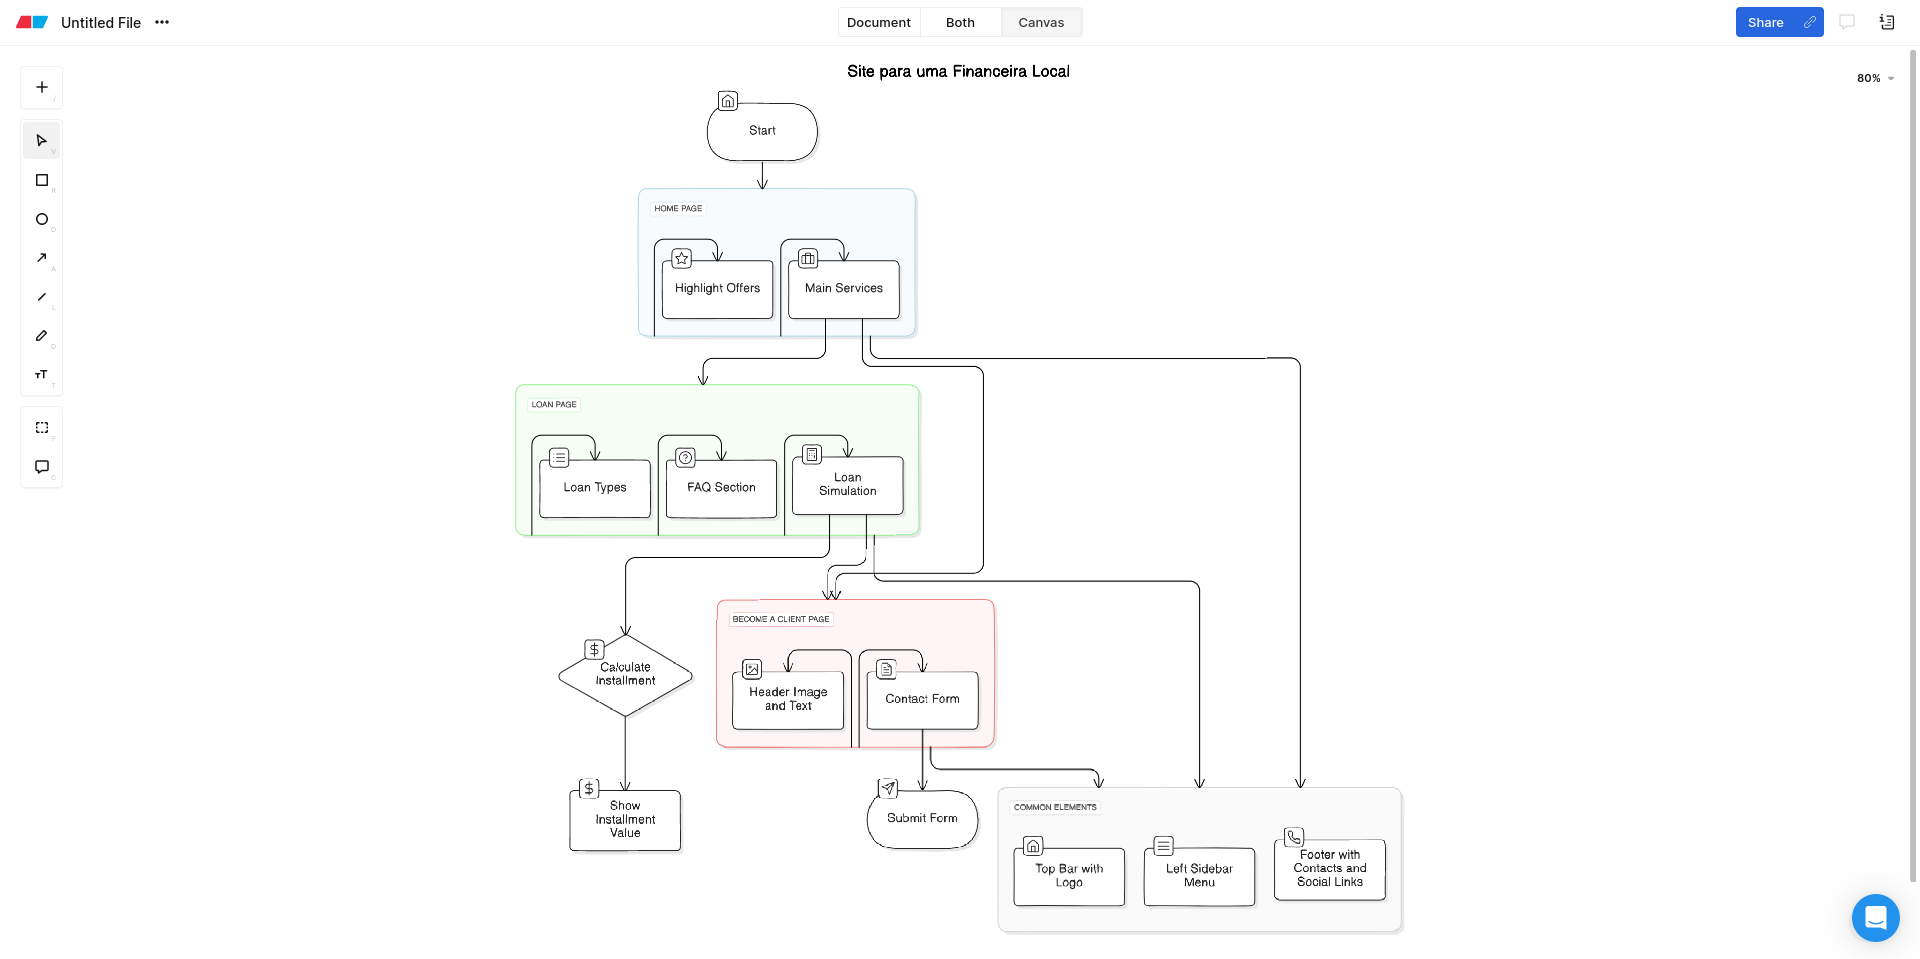 Untitled File
Document
Both
Canvas
Share
80%
Site para uma Financeira Local
Start
HOME PAGE
Highlight Offers
Main Services
LOAN PAGE
Loan Types
FAQ Section
Loan
Simulation
BECOME A CLIENT PAGE
Calculate
Installment
Header Image
and Text
Contact Form
Show
Installment
Value
Submit Form
COMMON ELEMENTS
Top Bar with
Logo
Left Sidebar
Menu
Footer with
Contacts and
Social Links
/
V
R
O
A
L
D
T
F
C